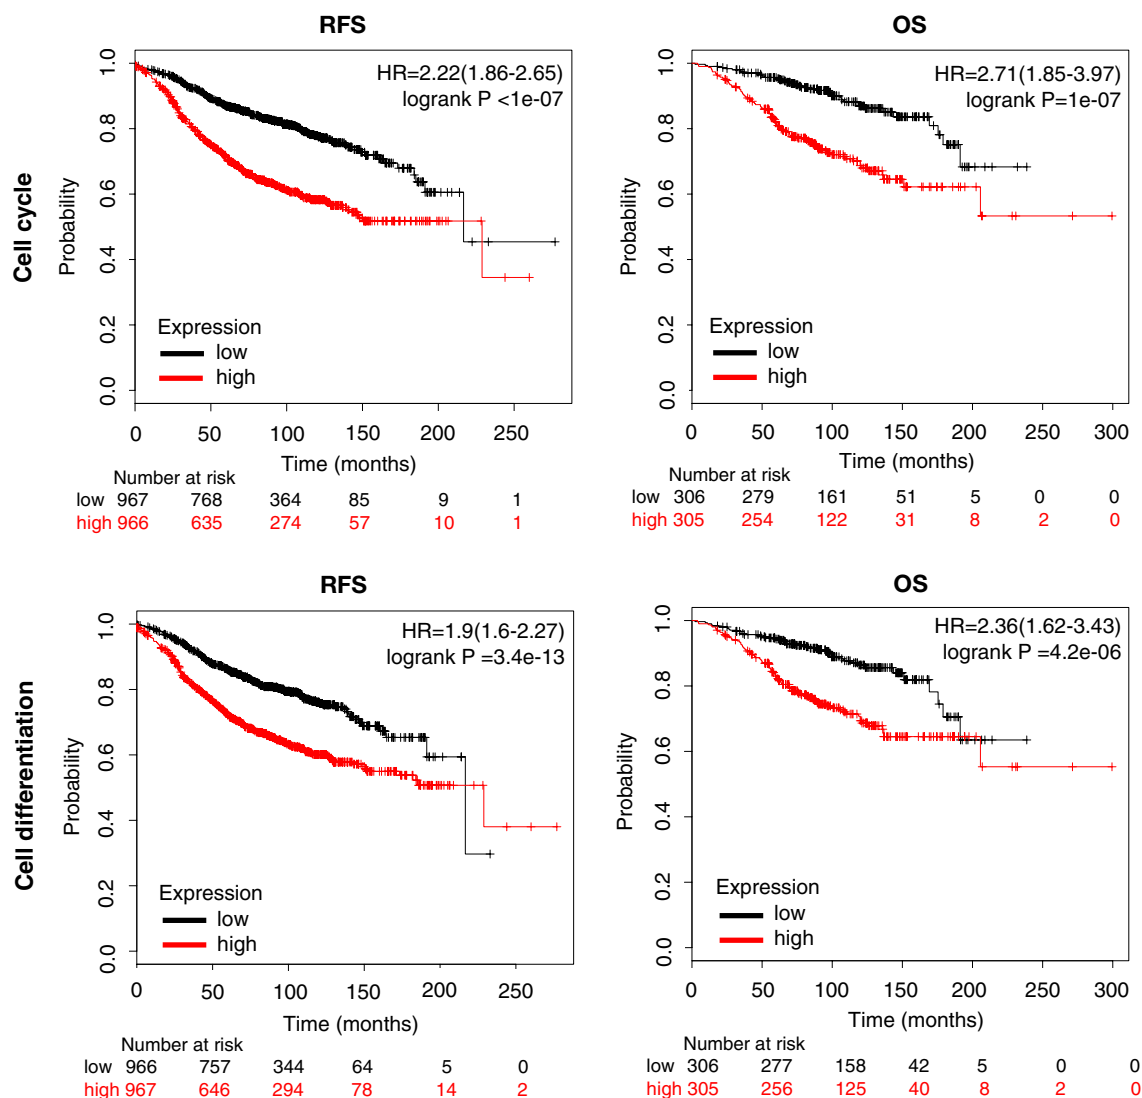 RFS
HR=2.22(1.86-2.65)
logrank P <1e-07
Cell cycle
Probability
0.0 0.2 0.4 0.6 0.8 1.0
Expression
low
high
0 50 100 150 200 250
Time (months)
Number at risk
low 967 768 364 85 9 1
high 966 635 274 57 10 1
OS
HR=2.71(1.85-3.97)
logrank P=1e-07
Probability
0.0 0.2 0.4 0.6 0.8 1.0
Expression
low
high
0 50 100 150 200 250 300
Time (months)
Number at risk
low 306 279 161 51 5 0 0
high 305 254 122 31 8 2 0
RFS
HR=1.9(1.6-2.27)
logrank P =3.4e-13
Cell differentiation
Probability
0.0 0.2 0.4 0.6 0.8 1.0
Expression
low
high
0 50 100 150 200 250
Time (months)
Number at risk
low 966 757 344 64 5 0
high 967 646 294 78 14 2
OS
HR=2.36(1.62-3.43)
logrank P =4.2e-06
Probability
0.0 0.2 0.4 0.6 0.8 1.0
Expression
low
high
0 50 100 150 200 250 300
Time (months)
Number at risk
low 306 277 158 42 5 0 0
high 305 256 125 40 8 2 0